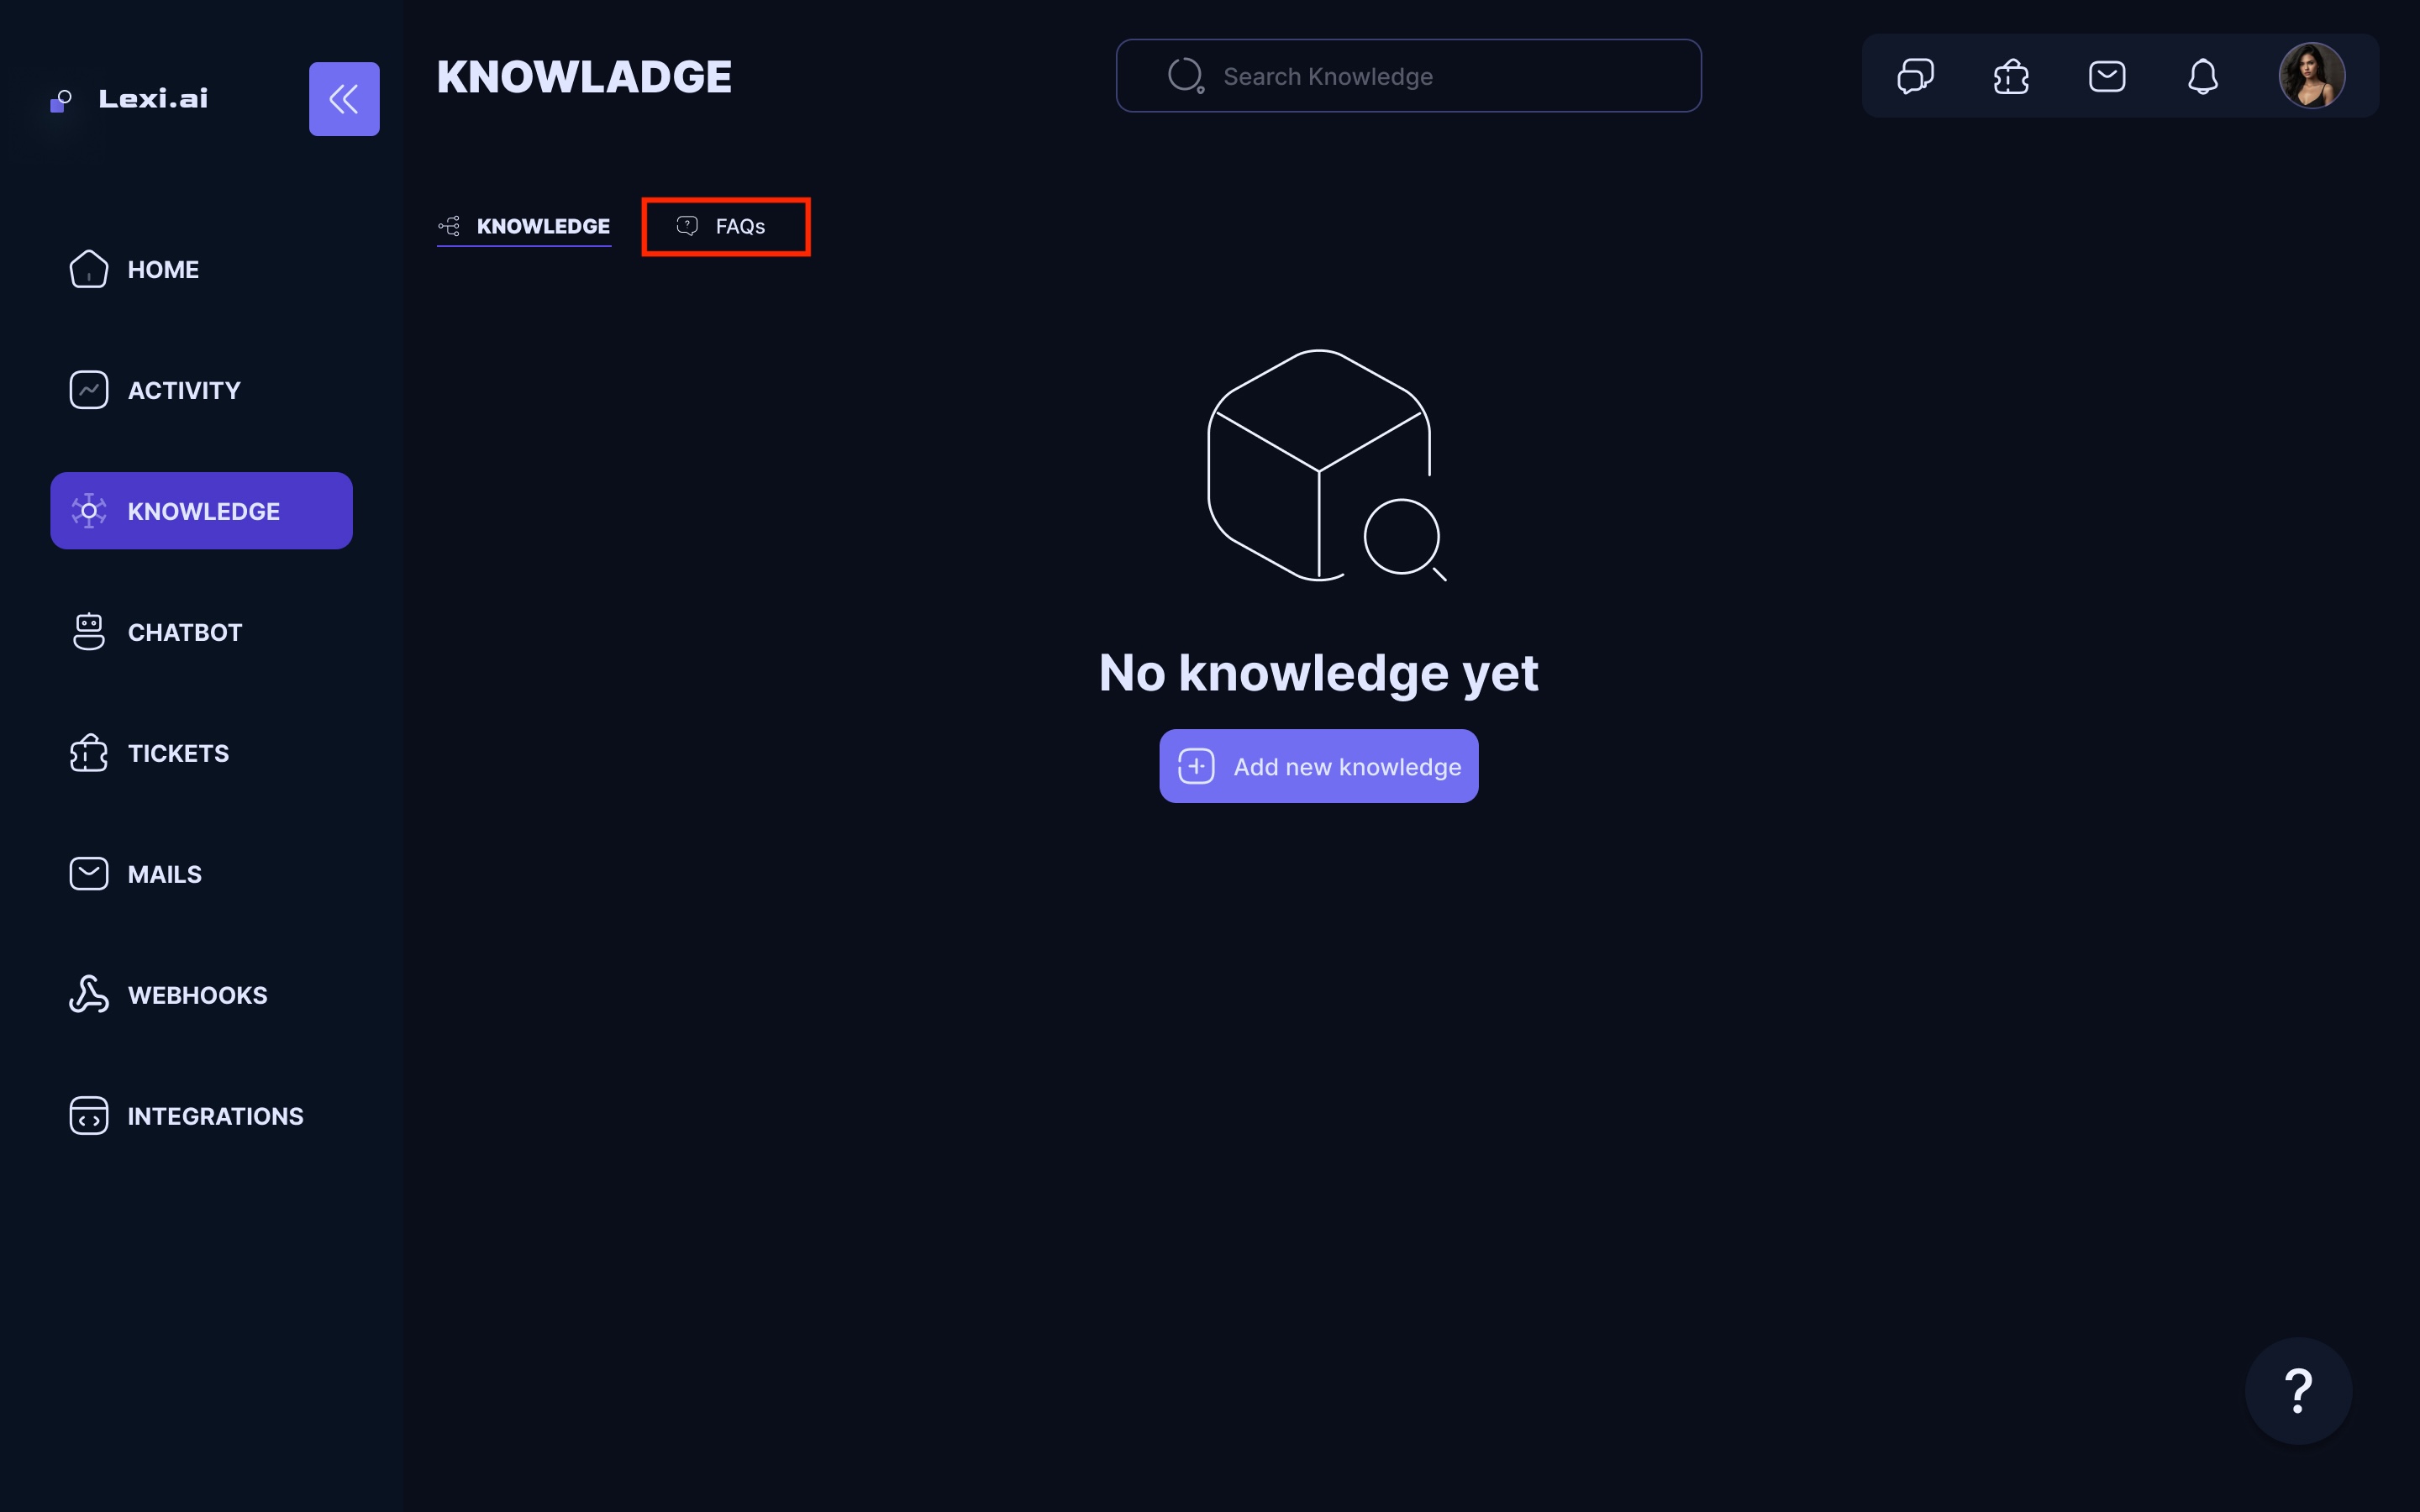 Lexi.ai
KNOWLADGE
Search Knowledge
KNOWLEDGE
FAQs
HOME
ACTIVITY
KNOWLEDGE
CHATBOT
TICKETS
MAILS
WEBHOOKS
INTEGRATIONS
No knowledge yet
Add new knowledge
?